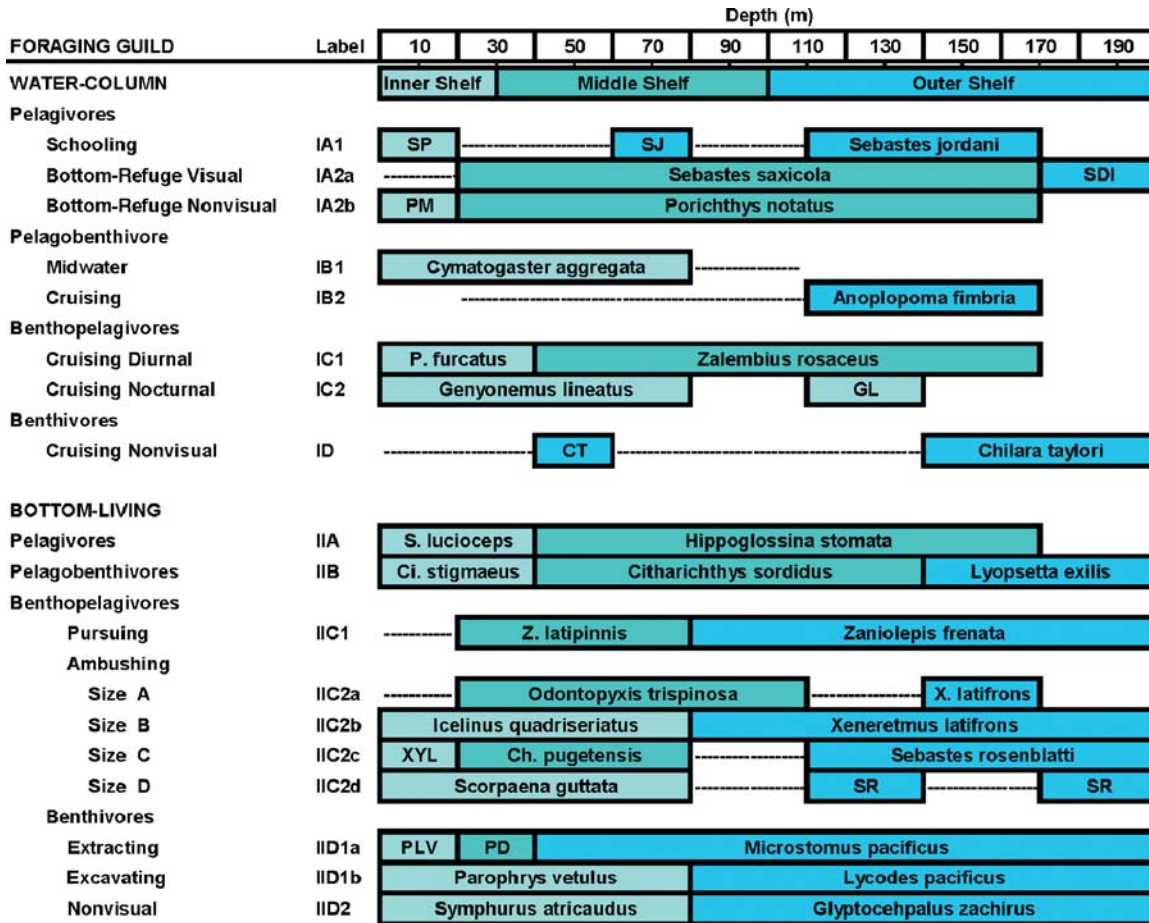 Depth (m)
FORAGING GUILD Label 10 30 50 70 90 110 130 150 170 190
WATER-COLUMN Inner Shelf Middle Shelf Outer Shelf
Pelagivores
Schooling IA1 SP SJ Sebastes jordani
Bottom-Refuge Visual IA2a Sebastes saxicola SDI
Bottom-Refuge Nonvisual IA2b PM Porichthys notatus
Pelagobenthivore
Midwater IB1 Cymatogaster aggregata
Cruising IB2 Anoplopoma fimbria
Benthopelagivores
Cruising Diurnal IC1 P. furcatus Zalembius rosaceus
Cruising Nocturnal IC2 Genyonemus lineatus GL
Benthivores
Cruising Nonvisual ID CT Chilara taylori
BOTTOM-LIVING
Pelagivores IIA S. lucioceps Hippoglossina stomata
Pelagobenthivores IIB Ci. stigmaeus Citharichthys sordidus Lyopsetta exilis
Benthopelagivores
Pursuing IIC1 Z. latipinnis Zaniolepis frenata
Ambushing
Size A IIC2a Odontopyxis trispinosa X. latifrons
Size B IIC2b Icelinus quadriseriatus Xeneretmus latifrons
Size C IIC2c XYL Ch. pugetensis Sebastes rosenblatti
Size D IIC2d Scorpaena guttata SR SR
Benthivores
Extracting IID1a PLV PD Microstomus pacificus
Excavating IID1b Parophrys vetulus Lycodes pacificus
Nonvisual IID2 Symphurus atricaudus Glyptocehpalus zachirus